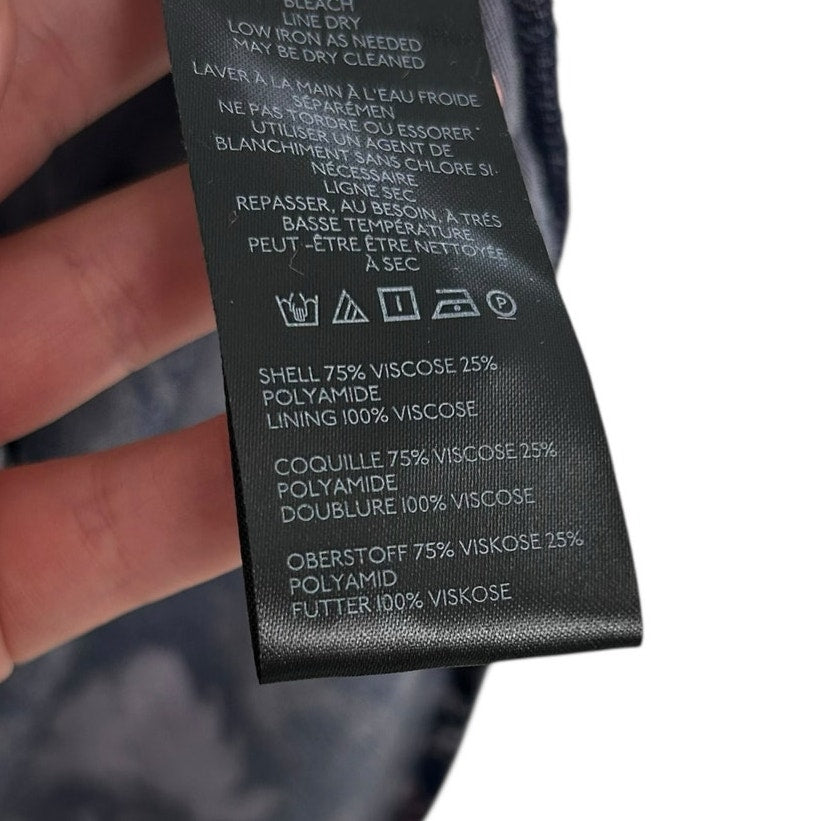 BLEACH
LINE DRY
LOW IRON AS NEEDED
MAY BE DRY CLEANED
LAVER À LA MAIN À L'EAU FROIDE
SÉPARÉMEN
NE PAS TORDRE OU ESSORER
UTILISER UN AGENT DE
BLANCHIMENT SANS CHLORE SI
NÉCESSAIRE
LIGNE SEC
REPASSER, AU BESOIN, À TRÉS
BASSE TEMPÉRATURE
PEUT-ÊTRE ÊTRE NETTOYÉE
À SEC
P
SHELL 75% VISCOSE 25%
POLYAMIDE
LINING 100% VISCOSE
COQUILLE 75% VISCOSE 25%
POLYAMIDE
DOUBLURE 100% VISCOSE
OBERSTOFF 75% VISKOSE 25%
POLYAMID
FUTTER 100% VISKOSE